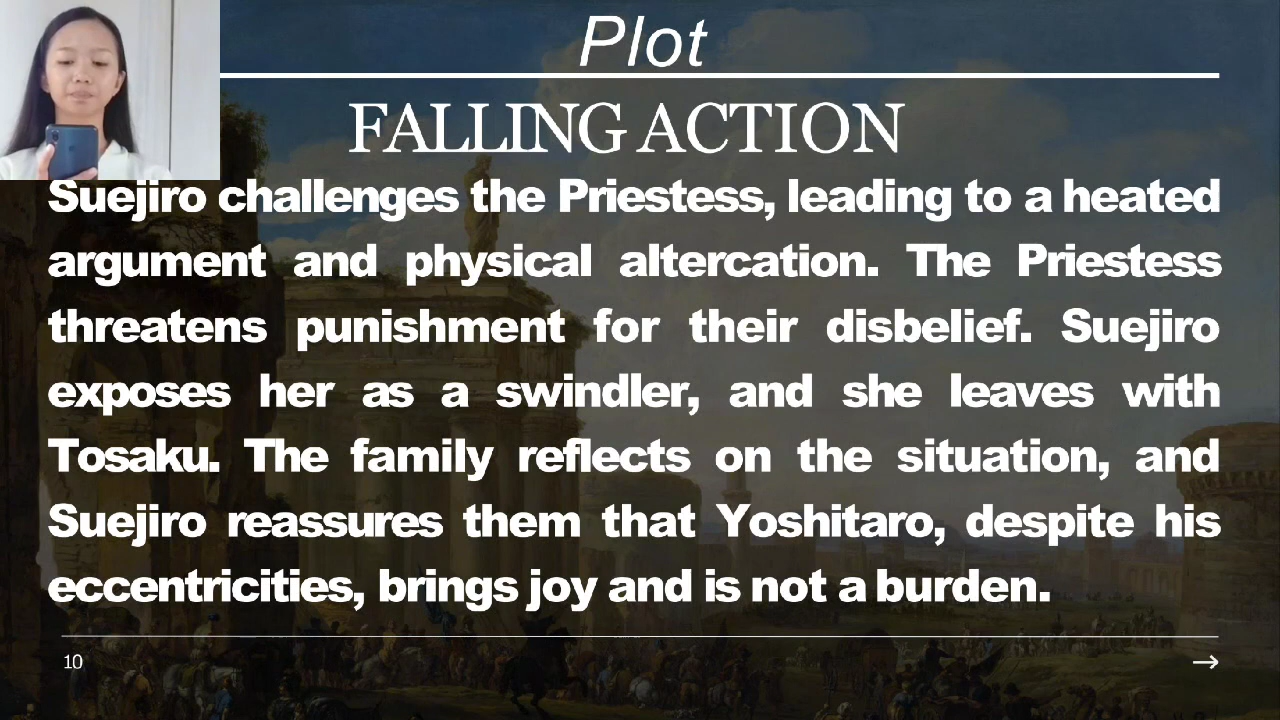 Plot
FALLING ACTION
Suejiro challenges the Priestess, leading to a heated
argument and physical altercation. The Priestess
threatens punishment for their disbelief. Suejiro
exposes her as a swindler, and she leaves with
Tosaku. The family reflects on the situation, and
Suejiro reassures them that Yoshitaro, despite his
eccentricities, brings joy and is not a burden.
10